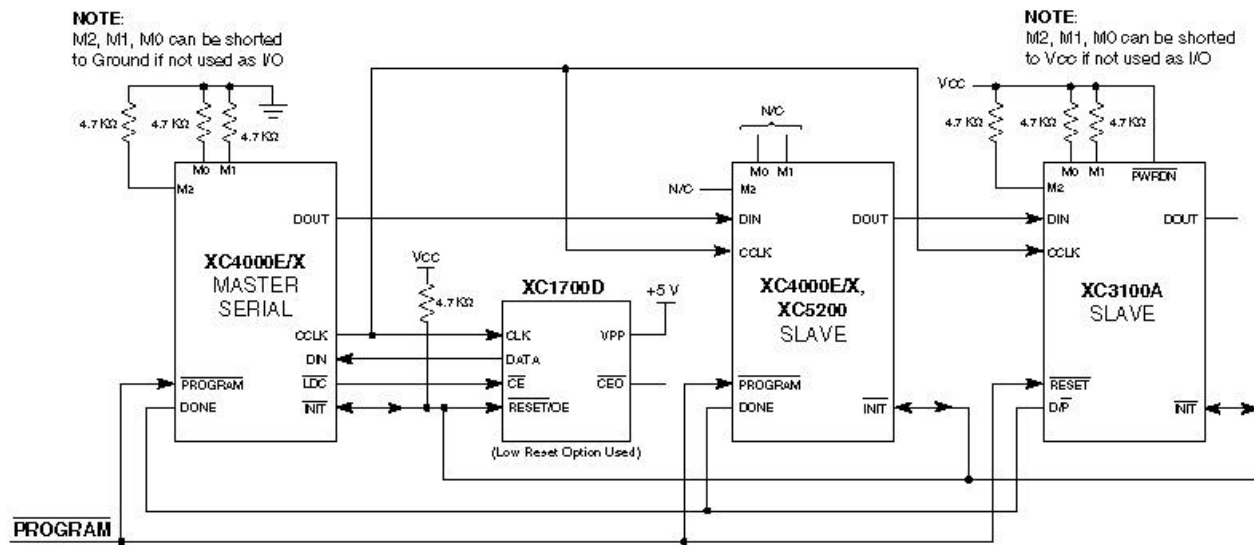 NOTE:
M2, M1, M0 can be shorted
to Ground if not used as I/O
NOTE:
M2, M1, M0 can be shorted
to Vcc if not used as I/O
4.7 KΩ
4.7 KΩ
4.7 KΩ
M0 M1
M2
DOUT
XC4000E/X
MASTER
SERIAL
CCLK
DIN
PROGRAM
LDC
DONE
INIT
VCC
4.7 KΩ
XC1700D
+5 V
CLK
VPP
DATA
CE
CEO
RESET/OE
(Low Reset Option Used)
N/C
M0 M1
N/C
M2
DIN
DOUT
CCLK
XC4000E/X,
XC5200
SLAVE
PROGRAM
DONE
INIT
VCC
4.7 KΩ
4.7 KΩ
4.7 KΩ
M0 M1
PWRDN
M2
DIN
DOUT
CCLK
XC3100A
SLAVE
RESET
D/P
INIT
PROGRAM